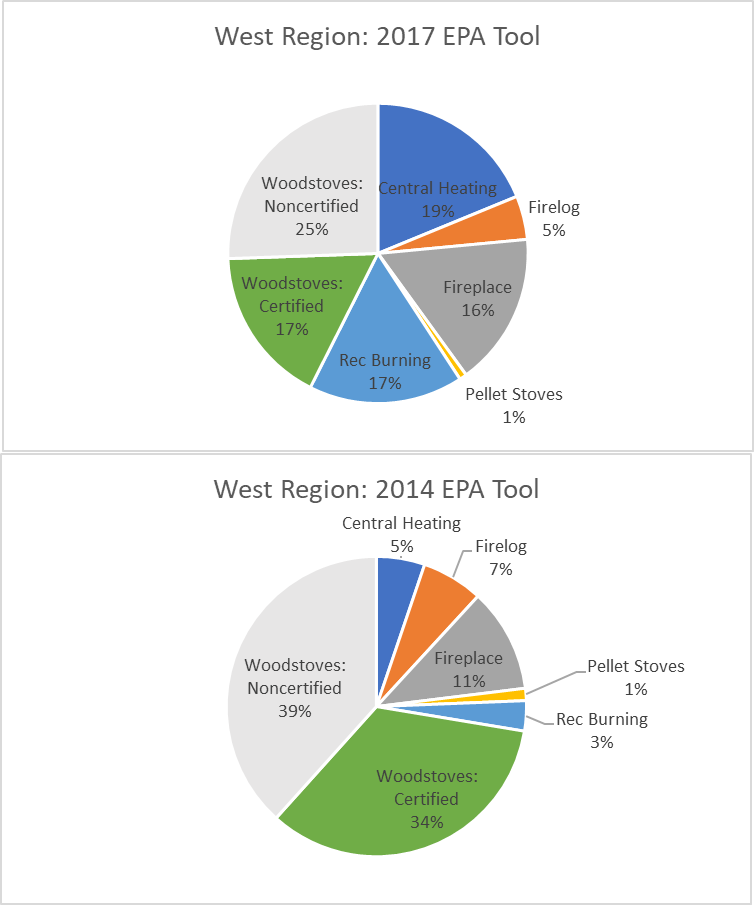 West Region: 2017 EPA Tool
Central Heating
19%
Firelog
5%
Fireplace
16%
Pellet Stoves
1%
Rec Burning
17%
Woodstoves:
Certified
17%
Woodstoves:
Noncertified
25%
West Region: 2014 EPA Tool
Central Heating
5%
Firelog
7%
Fireplace
11%
Pellet Stoves
1%
Rec Burning
3%
Woodstoves:
Certified
34%
Woodstoves:
Noncertified
39%